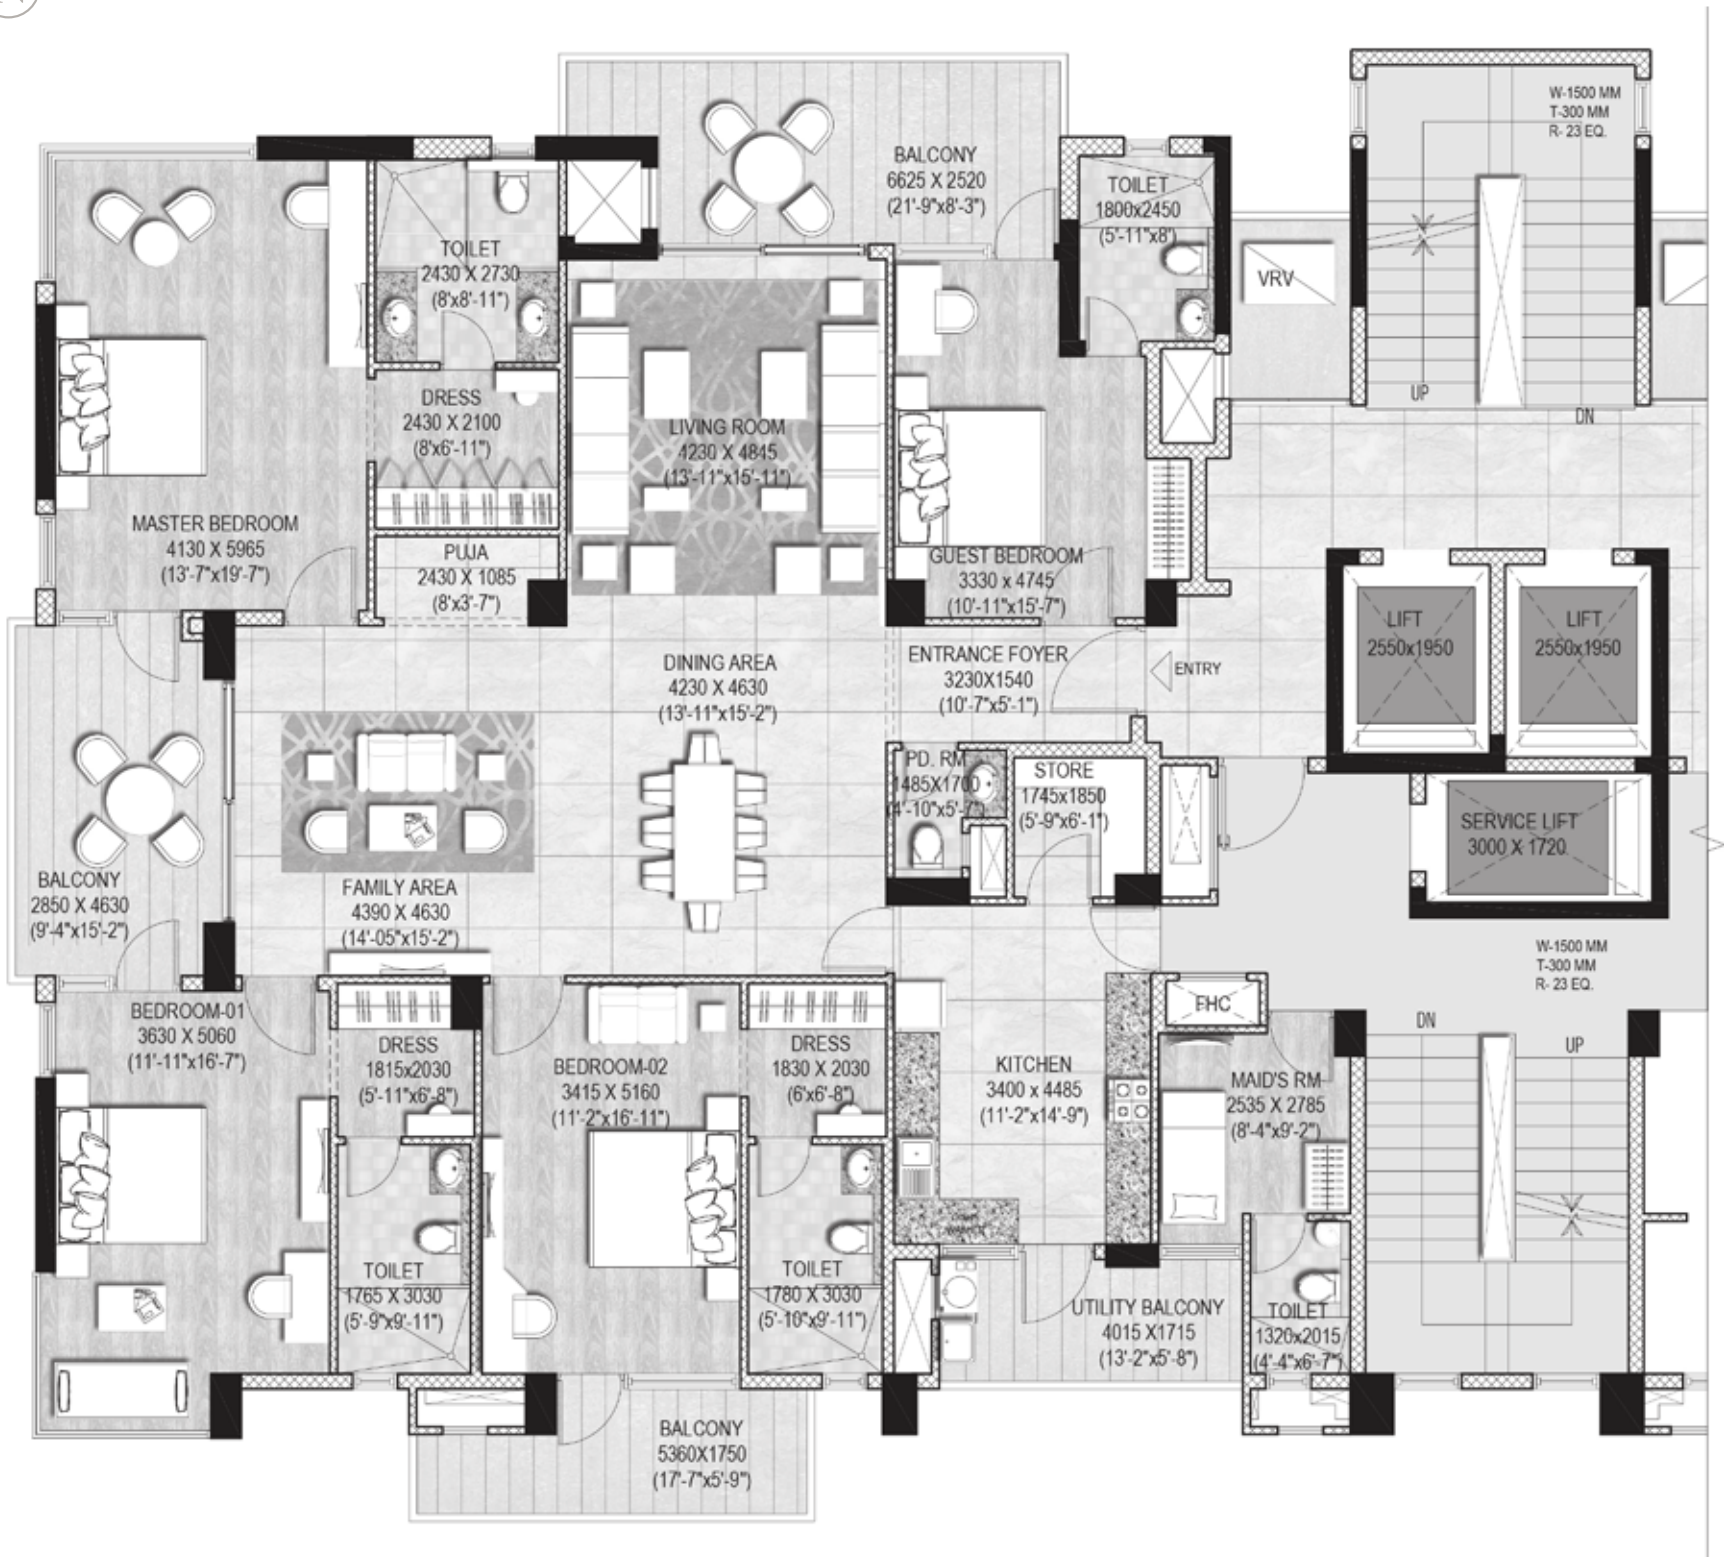 BALCONY
6625 X 2520
(21'-9"x8'-3")
TOILET
1800x2450
(5'-11"x8')
W-1500 MM
T-300 MM
R- 23 EQ.
TOILET
2430 X 2730
(8'x8'-11")
VRV
UP
DN
DRESS
2430 X 2100
(8'x6'-11")
LIVING ROOM
4230 X 4845
(13'-11"x15'-11")
MASTER BEDROOM
4130 X 5965
(13'-7"x19'-7")
PUJA
2430 X 1085
(8'x3'-7")
GUEST BEDROOM
3330 x 4745
(10'-11"x15'-7")
LIFT
2550x1950
LIFT
2550x1950
DINING AREA
4230 X 4630
(13'-11"x15'-2")
ENTRANCE FOYER
3230X1540
(10'-7"x5'-1")
ENTRY
PD. RM
1485X1700
(4'-10"x5'-7")
STORE
1745x1850
(5'-9"x6'-1")
SERVICE LIFT
3000 X 1720
BALCONY
2850 X 4630
(9'-4"x15'-2")
FAMILY AREA
4390 X 4630
(14'-05"x15'-2")
W-1500 MM
T-300 MM
R- 23 EQ.
FHC
DN
UP
BEDROOM-01
3630 X 5060
(11'-11"x16'-7")
DRESS
1815x2030
(5'-11"x6'-8")
BEDROOM-02
3415 X 5160
(11'-2"x16'-11")
DRESS
1830 X 2030
(6'x6'-8")
KITCHEN
3400 x 4485
(11'-2"x14'-9")
MAID'S RM
2535 X 2785
(8'-4"x9'-2")
TOILET
1765 X 3030
(5'-9"x9'-11")
TOILET
1780 X 3030
(5'-10"x9'-11")
UTILITY BALCONY
4015 X1715
(13'-2"x5'-8")
TOILET
1320x2015
(4'-4"x6'-7")
BALCONY
5360X1750
(17'-7"x5'-9")